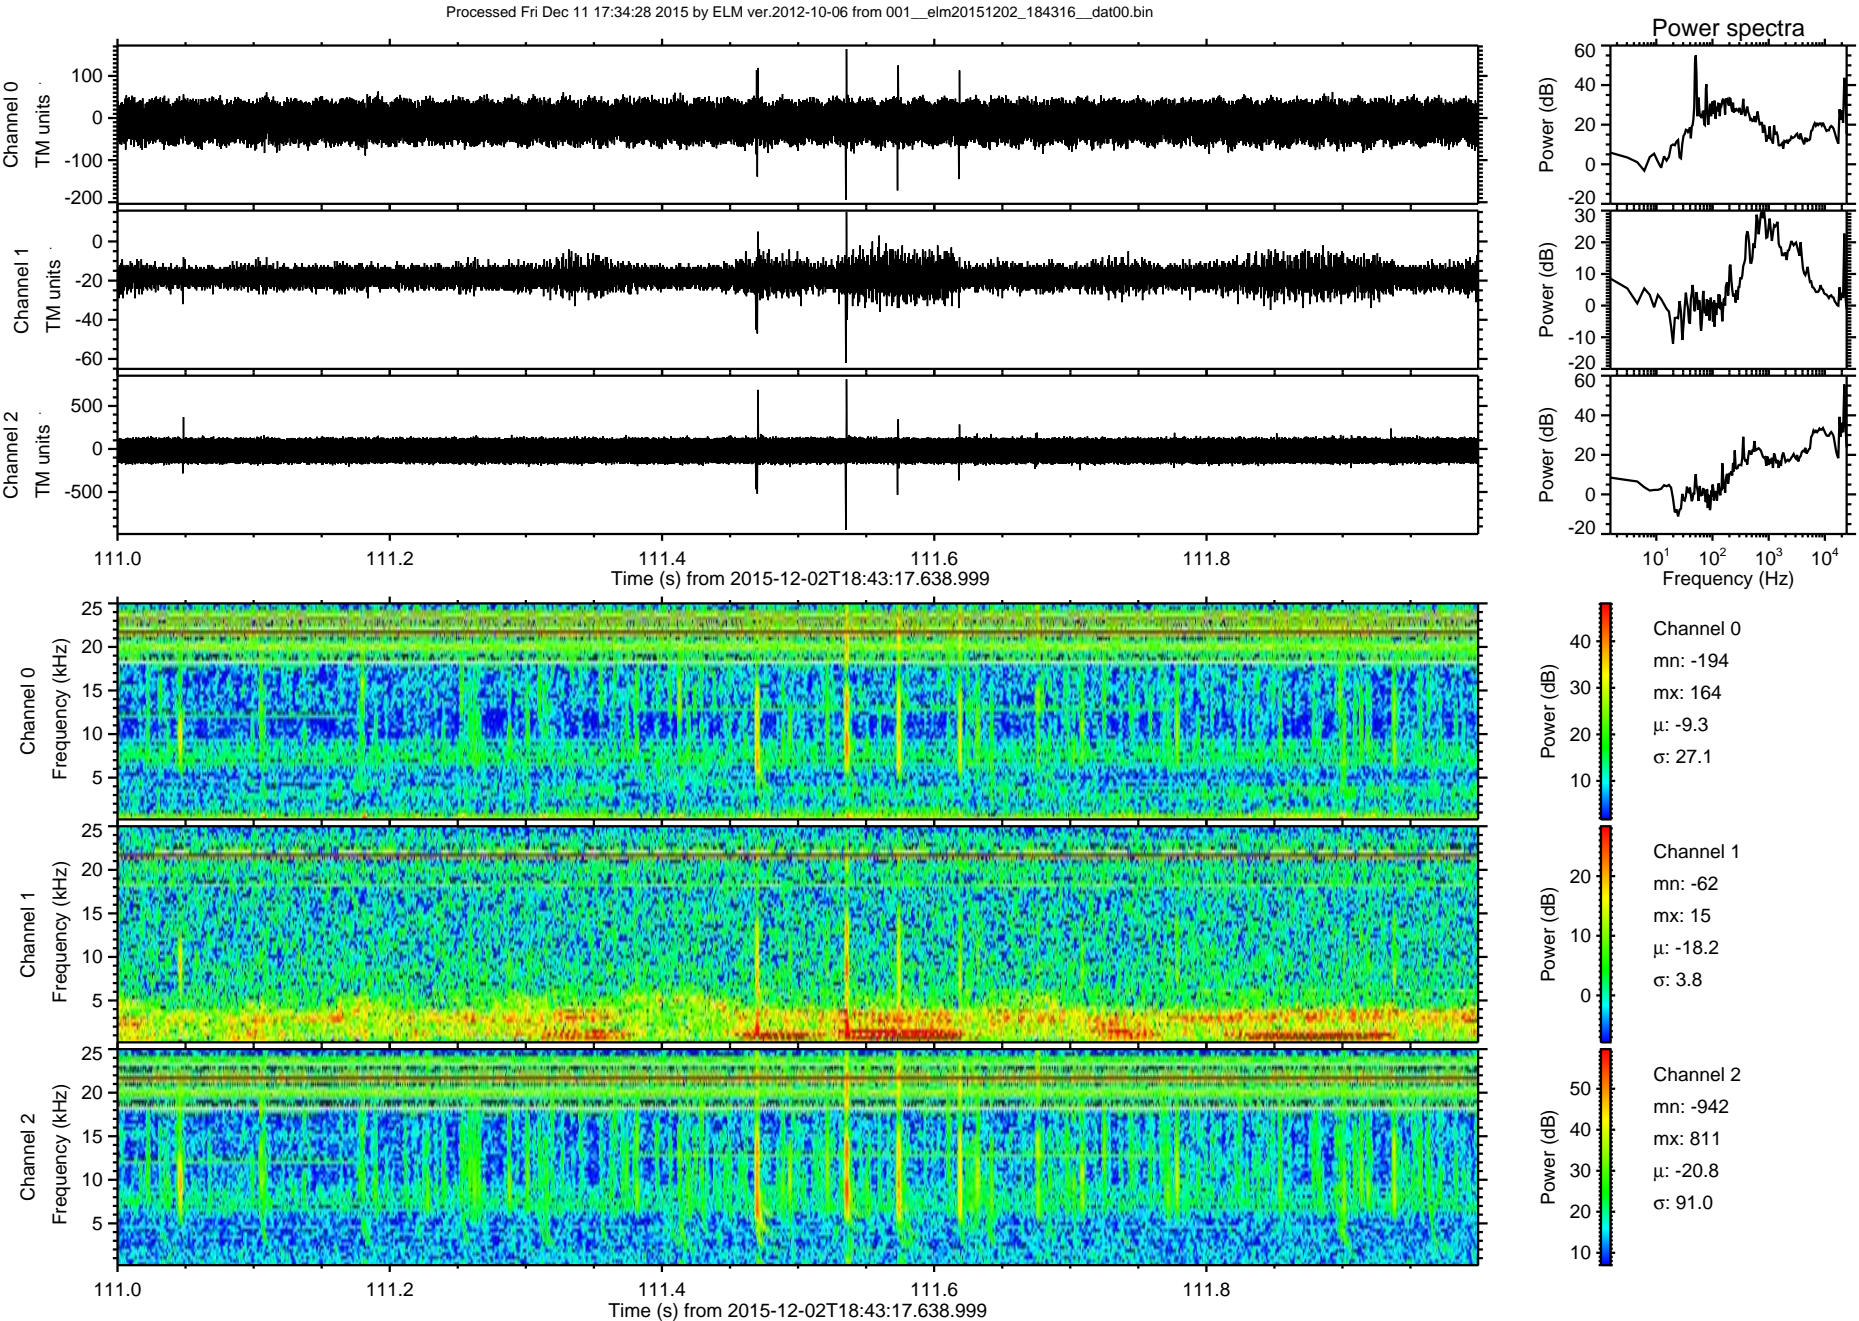 Processed Fri Dec 11 17:34:28 2015 by ELM ver.2012-10-06 from 001__elm20151202_184316__dat00.bin
Power spectra
Channel 0
TM units
100
0
-100
-200
Power (dB)
60
40
20
0
-20
Channel 1
TM units
0
-20
-40
-60
Power (dB)
30
20
10
0
-10
-20
Channel 2
TM units
500
0
-500
Power (dB)
60
40
20
0
-20
111.0 111.2 111.4 111.6 111.8
Time (s) from 2015-12-02T18:43:17.638.999
10^1 10^2 10^3 10^4
Frequency (Hz)
Channel 0
Frequency (kHz)
25
20
15
10
5
Power (dB)
40
30
20
10
Channel 0
mn: -194
mx: 164
μ: -9.3
σ: 27.1
Channel 1
Frequency (kHz)
25
20
15
10
5
Power (dB)
20
10
0
Channel 1
mn: -62
mx: 15
μ: -18.2
σ: 3.8
Channel 2
Frequency (kHz)
25
20
15
10
5
Power (dB)
50
40
30
20
10
Channel 2
mn: -942
mx: 811
μ: -20.8
σ: 91.0
111.0 111.2 111.4 111.6 111.8
Time (s) from 2015-12-02T18:43:17.638.999